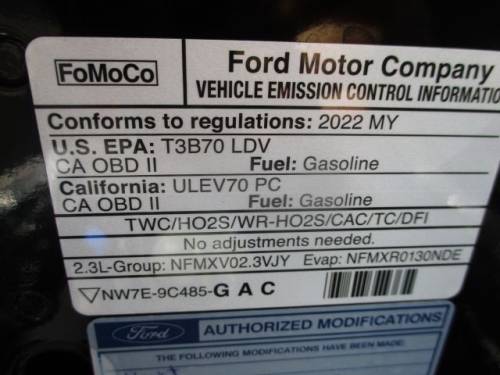 FoMoCo
Ford Motor Company
VEHICLE EMISSION CONTROL INFORMATION
Conforms to regulations: 2022 MY
U.S. EPA: T3B70 LDV
CA OBD II Fuel: Gasoline
California: ULEV70 PC
CA OBD II Fuel: Gasoline
TWC/HO2S/WR-HO2S/CAC/TC/DFI
No adjustments needed.
2.3L-Group: NFMXV02.3VJY Evap: NFMXR0130NDE
NW7E-9C485-G A C
Ford AUTHORIZED MODIFICATIONS
THE FOLLOWING MODIFICATIONS HAVE BEEN MADE: